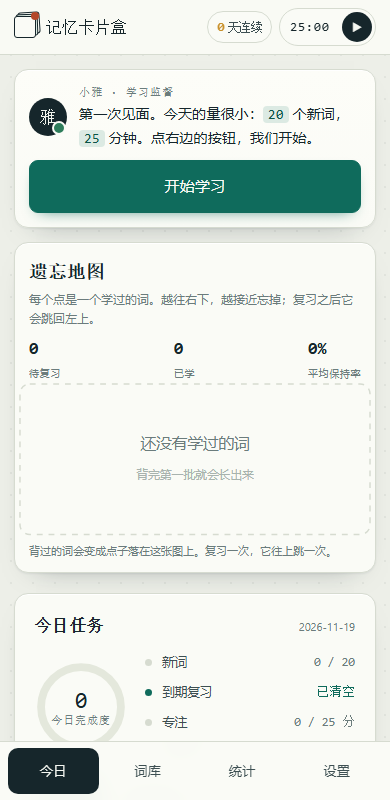 记忆卡片盒
0 天连续
25:00
小雅 · 学习监督
雅
第一次见面。今天的量很小：20 个新词，
25 分钟。点右边的按钮，我们开始。
开始学习
遗忘地图
每个点是一个学过的词。越往右下，越接近忘掉；复习之后它
会跳回左上。
0
0
0%
待复习
已学
平均保持率
还没有学过的词
背完第一批就会长出来
背过的词会变成点子落在这张图上。复习一次，它往上跳一次。
今日任务
2026-11-19
新词
0 / 20
到期复习
已清空
0
今日完成度
专注
0 / 25 分
今日
词库
统计
设置